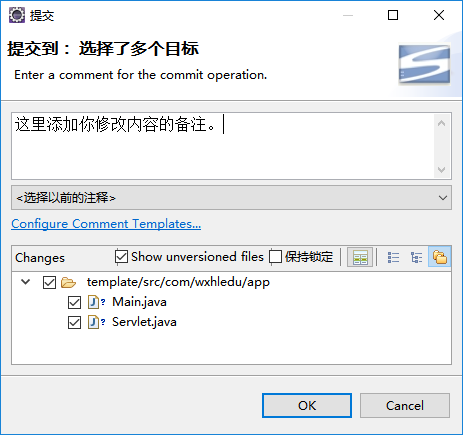 提交
提交到： 选择了多个目标
Enter a comment for the commit operation.
这里添加你修改内容的备注。
<选择以前的注释>
Configure Comment Templates...
Changes Show unversioned files 保持锁定
template/src/com/wxhledu/app
J? Main.java
J? Servlet.java
OK Cancel